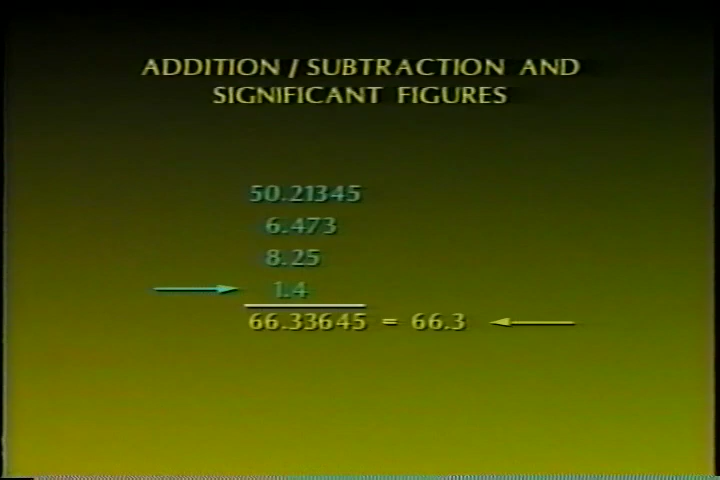 ADDITION / SUBTRACTION AND
SIGNIFICANT FIGURES
50.21345
6.473
8.25
1.4
66.33645 = 66.3